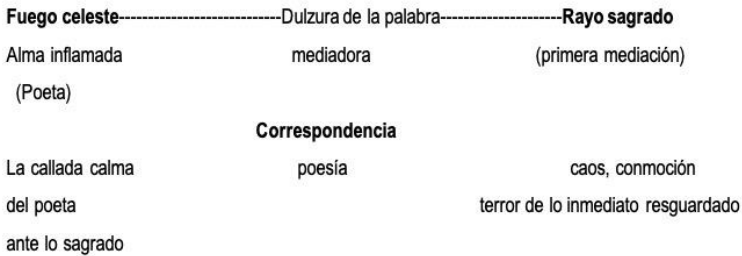 Fuego celeste-----------------------------Dulzura de la palabra----------------------Rayo sagrado
Alma inflamada mediadora (primera mediación)
(Poeta)
Correspondencia
La callada calma poesía caos, conmoción
del poeta terror de lo inmediato resguardado
ante lo sagrado